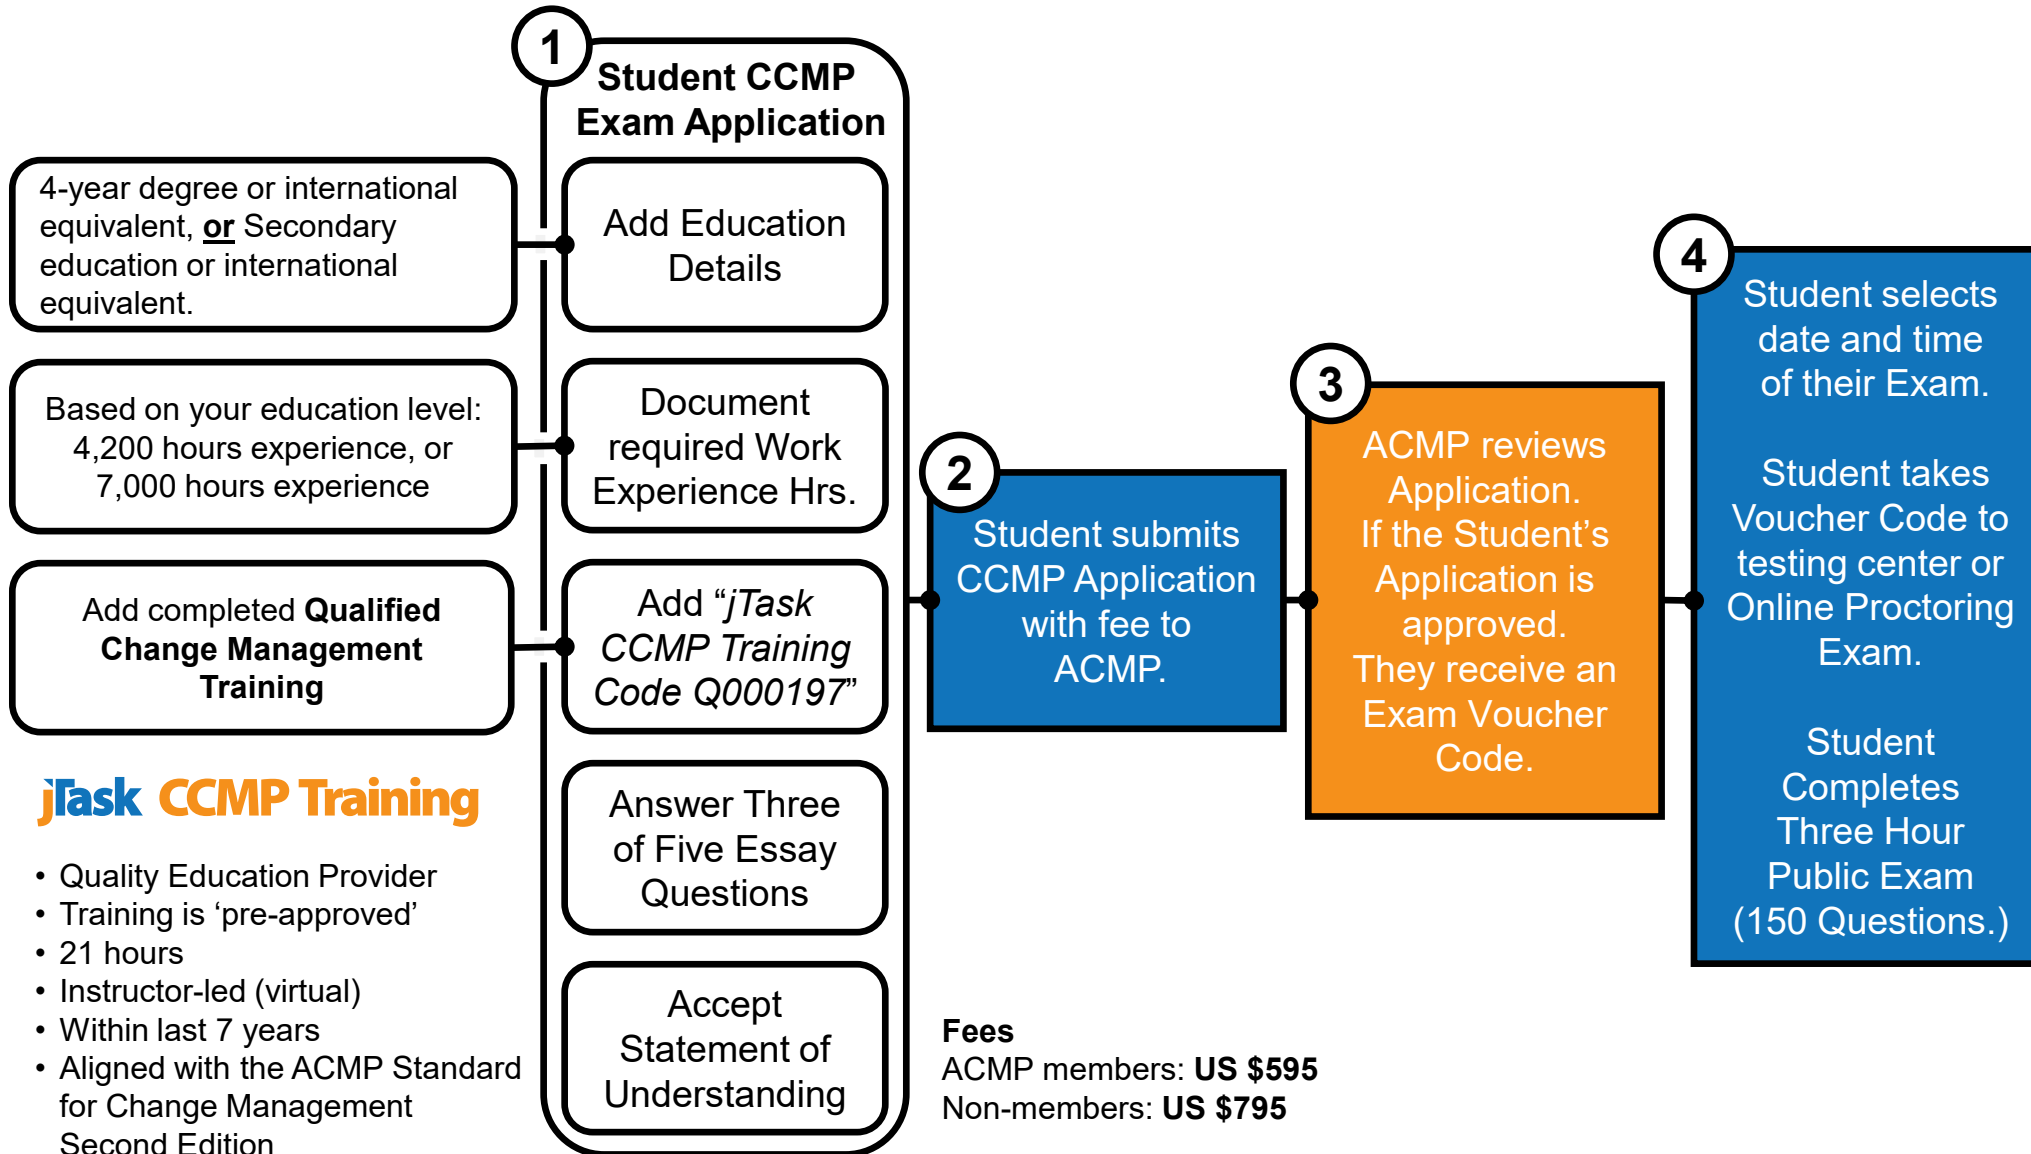 1
Student CCMP
Exam Application
4-year degree or international
equivalent, or Secondary
education or international
equivalent.
Add Education
Details
Based on your education level:
4,200 hours experience, or
7,000 hours experience
Document
required Work
Experience Hrs.
Add completed Qualified
Change Management
Training
Add “jTask
CCMP Training
Code Q000197”
Answer Three
of Five Essay
Questions
Accept
Statement of
Understanding
jTask CCMP Training
• Quality Education Provider
• Training is ‘pre-approved’
• 21 hours
• Instructor-led (virtual)
• Within last 7 years
• Aligned with the ACMP Standard
for Change Management
Second Edition
2
Student submits
CCMP Application
with fee to
ACMP.
Fees
ACMP members: US $595
Non-members: US $795
3
ACMP reviews
Application.
If the Student’s
Application is
approved.
They receive an
Exam Voucher
Code.
4
Student selects
date and time
of their Exam.
Student takes
Voucher Code to
testing center or
Online Proctoring
Exam.
Student
Completes
Three Hour
Public Exam
(150 Questions.)